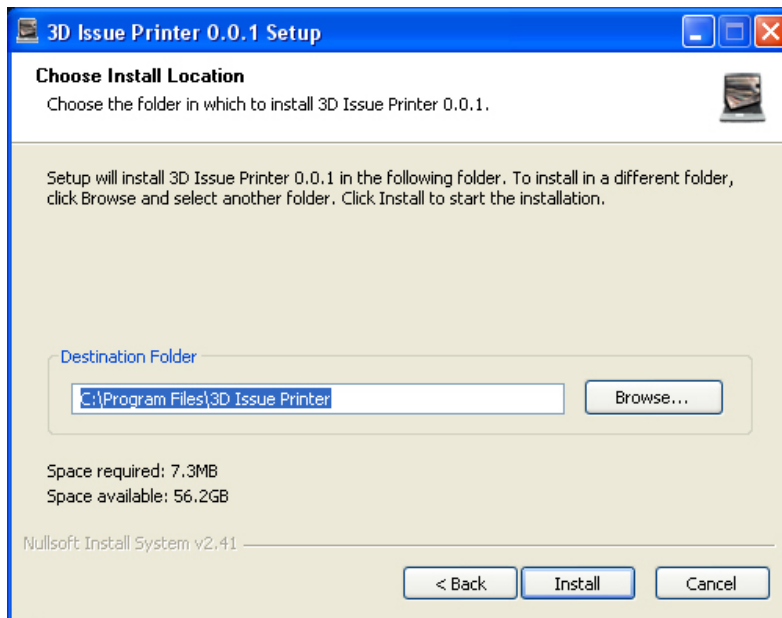 3D Issue Printer 0.0.1 Setup
Choose Install Location
Choose the folder in which to install 3D Issue Printer 0.0.1.
Setup will install 3D Issue Printer 0.0.1 in the following folder. To install in a different folder,
click Browse and select another folder. Click Install to start the installation.
Destination Folder
C:\Program Files\3D Issue Printer
Browse...
Space required: 7.3MB
Space available: 56.2GB
Nullsoft Install System v2.41
< Back
Install
Cancel